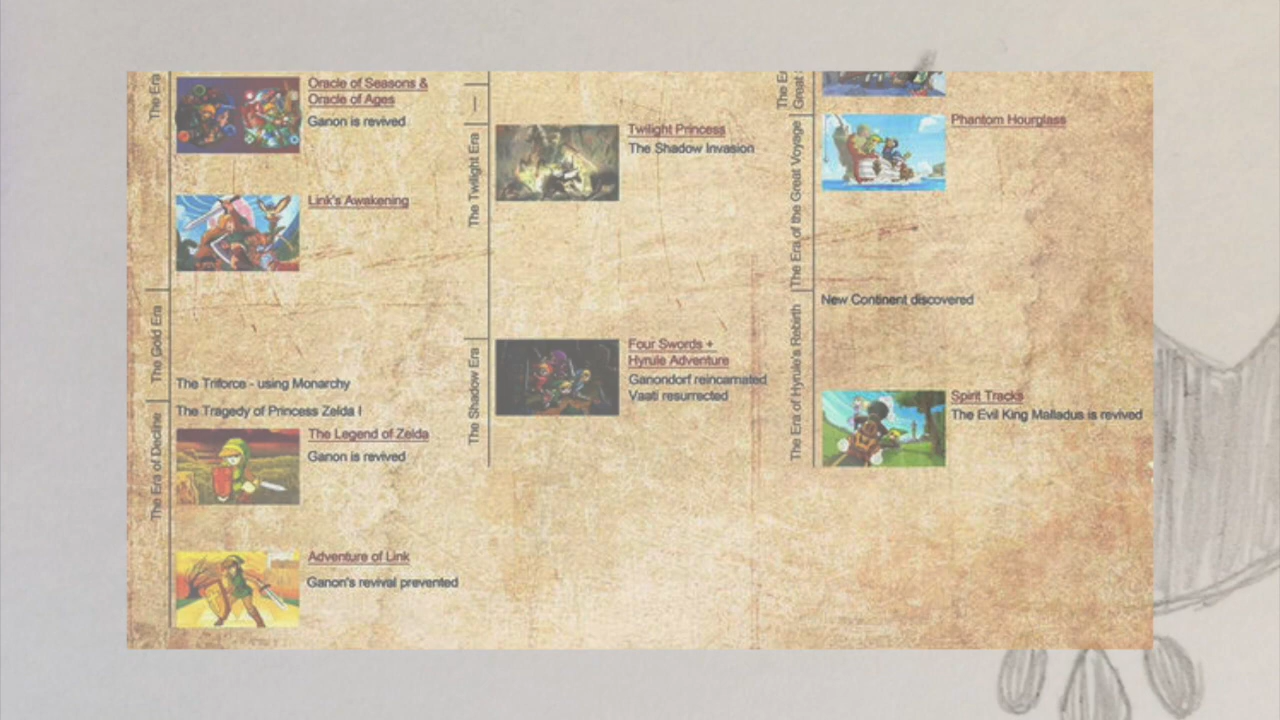 The Era
Oracle of Seasons &
Oracle of Ages
Ganon is revived
Link's Awakening
The Gold Era
The Triforce - using Monarchy
The Era of Decline
The Tragedy of Princess Zelda I
The Legend of Zelda
Ganon is revived
Adventure of Link
Ganon's revival prevented
The Twilight Era
Twilight Princess
The Shadow Invasion
The Shadow Era
Four Swords +
Hyrule Adventure
Ganondorf reincarnated
Vaati resurrected
The
Great
The Era of the Great Voyage
Phantom Hourglass
The Era of Hyrule's Rebirth
New Continent discovered
Spirit Tracks
The Evil King Malladus is revived